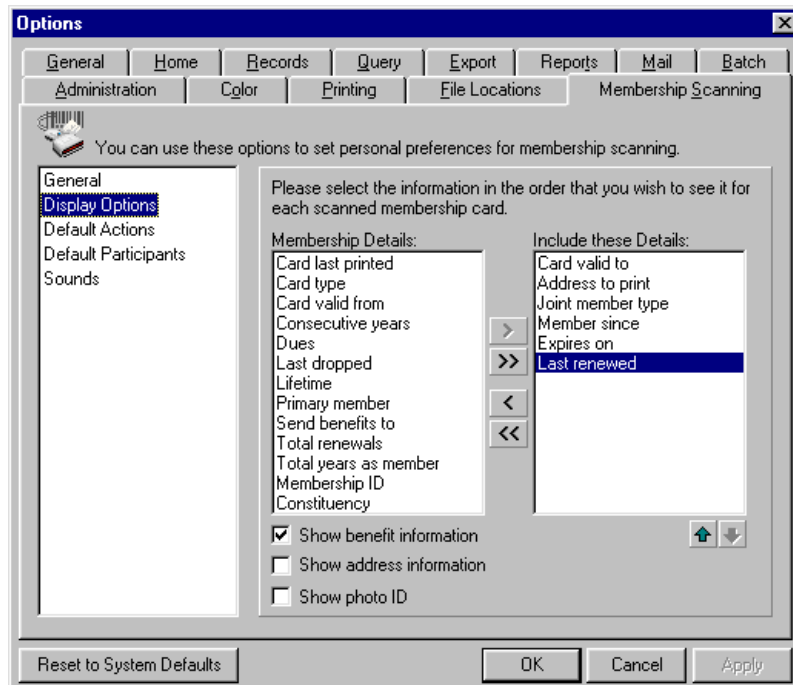 Options
General Home Records Query Export Reports Mail Batch
Administration Color Printing File Locations Membership Scanning
You can use these options to set personal preferences for membership scanning.
General
Display Options
Default Actions
Default Participants
Sounds
Please select the information in the order that you wish to see it for
each scanned membership card.
Membership Details:
Card last printed
Card type
Card valid from
Consecutive years
Dues
Last dropped
Lifetime
Primary member
Send benefits to
Total renewals
Total years as member
Membership ID
Constituency
>
>>
<
<<
Include these Details:
Card valid to
Address to print
Joint member type
Member since
Expires on
Last renewed
Show benefit information
Show address information
Show photo ID
Reset to System Defaults OK Cancel Apply